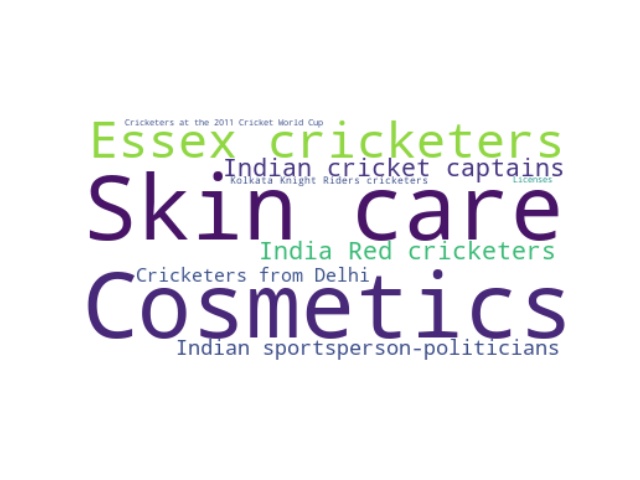 Cricketers at the 2011 Cricket World Cup
Essex cricketers
Indian cricket captains
Kolkata Knight Riders cricketers
Licenses
Skin care
India Red cricketers
Cricketers from Delhi
Cosmetics
Indian sportsperson-politicians